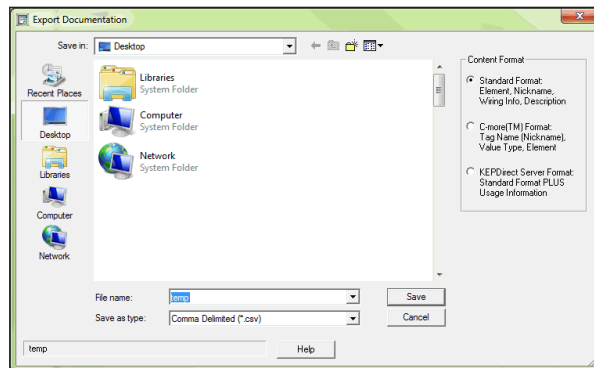 Export Documentation
Save in:
Desktop
Recent Places
Desktop
Libraries
Computer
Network
Libraries
System Folder
Computer
System Folder
Network
System Folder
Content Format
Standard Format:
Element, Nickname,
Wiring Info, Description
C-more(TM) Format:
Tag Name (Nickname),
Value Type, Element
KEPDirect Server Format:
Standard Format PLUS
Usage Information
File name:
temp
Save
Save as type:
Comma Delimited (*.csv)
Cancel
temp
Help